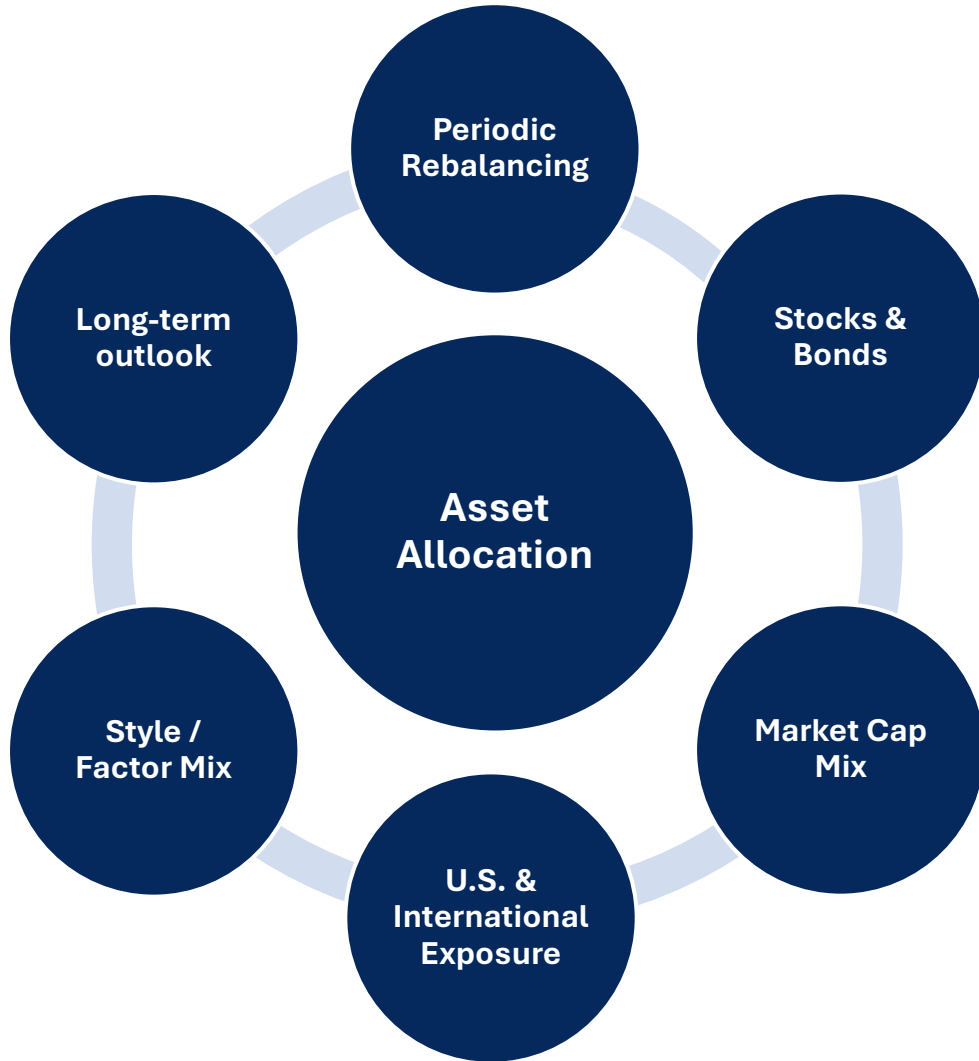 Periodic
Rebalancing
Long-term
outlook
Stocks &
Bonds
Asset
Allocation
Style /
Factor Mix
Market Cap
Mix
U.S. &
International
Exposure